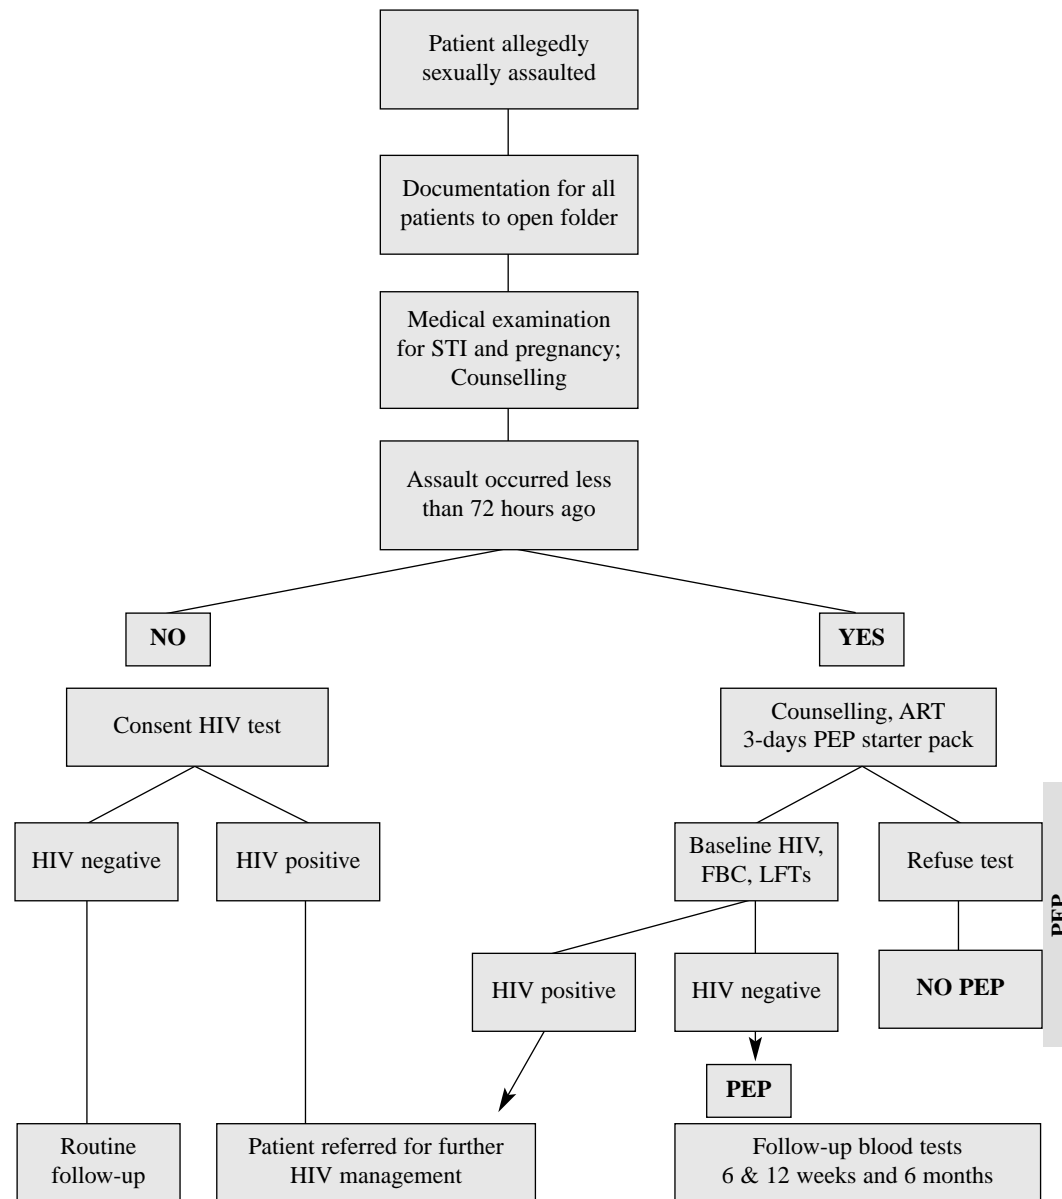 Patient allegedly
sexually assaulted
Documentation for all
patients to open folder
Medical examination
for STI and pregnancy;
Counselling
Assault occurred less
than 72 hours ago
NO
YES
Consent HIV test
Counselling, ART
3-days PEP starter pack
HIV negative
HIV positive
Baseline HIV,
FBC, LFTs
Refuse test
PEP
HIV positive
HIV negative
NO PEP
PEP
Routine
follow-up
Patient referred for further
HIV management
Follow-up blood tests
6 & 12 weeks and 6 months